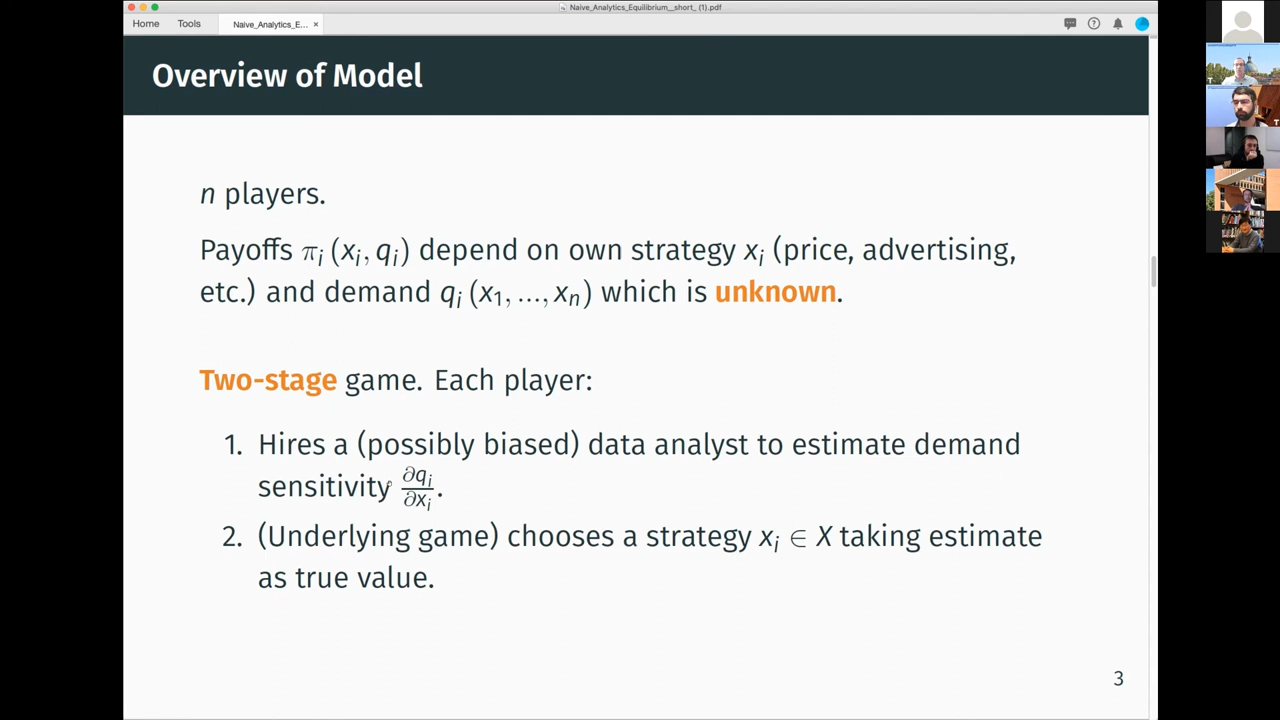 Naive_Analytics_Equilibrium__short_ (1).pdf
Home Tools Naive_Analytics_E... ×
Overview of Model
n players.
Payoffs πᵢ (xᵢ, qᵢ) depend on own strategy xᵢ (price, advertising,
etc.) and demand qᵢ (x₁, ..., xₙ) which is unknown.
Two-stage game. Each player:
1. Hires a (possibly biased) data analyst to estimate demand
sensitivity ∂qᵢ/∂xᵢ.
2. (Underlying game) chooses a strategy xᵢ ∈ X taking estimate
as true value.
3